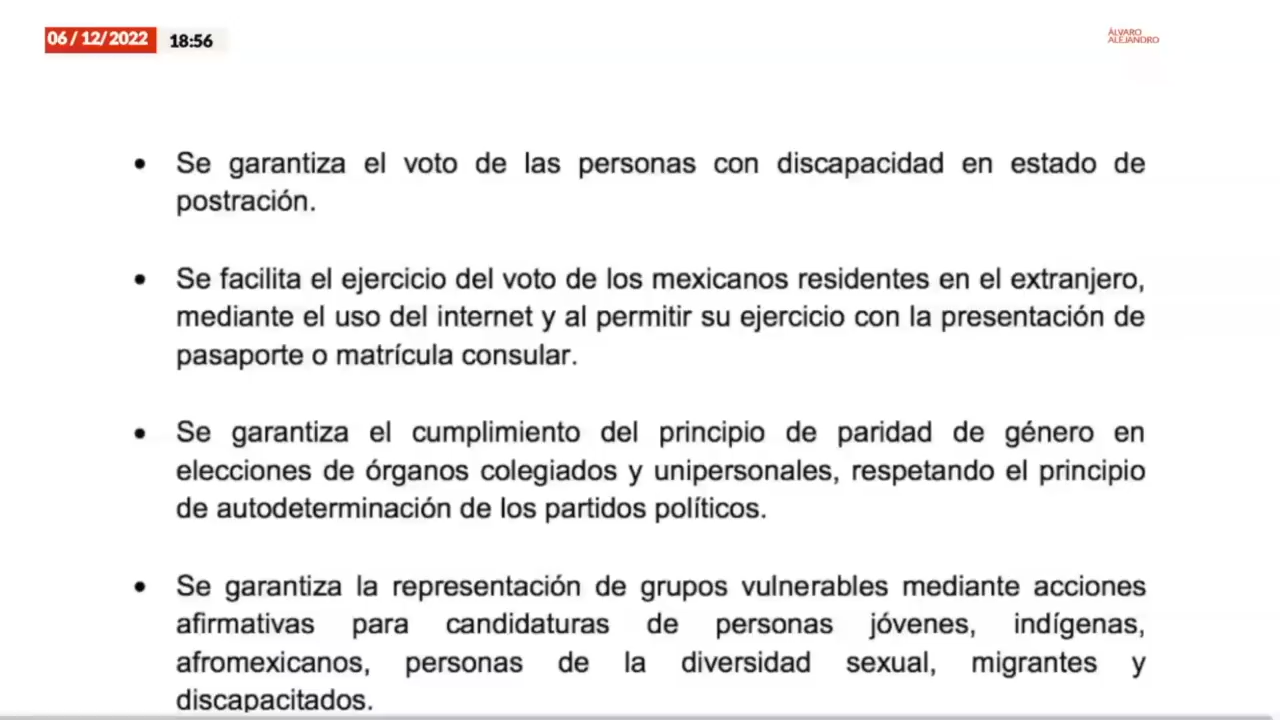 06/12/2022 18:56
ÁLVARO
ALEJANDRO
• Se garantiza el voto de las personas con discapacidad en estado de
postración.
• Se facilita el ejercicio del voto de los mexicanos residentes en el extranjero,
mediante el uso del internet y al permitir su ejercicio con la presentación de
pasaporte o matrícula consular.
• Se garantiza el cumplimiento del principio de paridad de género en
elecciones de órganos colegiados y unipersonales, respetando el principio
de autodeterminación de los partidos políticos.
• Se garantiza la representación de grupos vulnerables mediante acciones
afirmativas para candidaturas de personas jóvenes, indígenas,
afromexicanos, personas de la diversidad sexual, migrantes y
discapacitados.